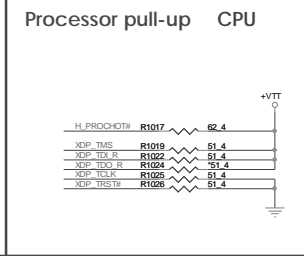 Processor pull-up CPU
+VTT
H_PROCHOT# R1017 62_4
XDP_TMS R1019 51_4
XDP_TDI_R R1022 51_4
XDP_TDO_R R1024 *51_4
XDP_TCLK R1025 51_4
XDP_TRST# R1026 51_4